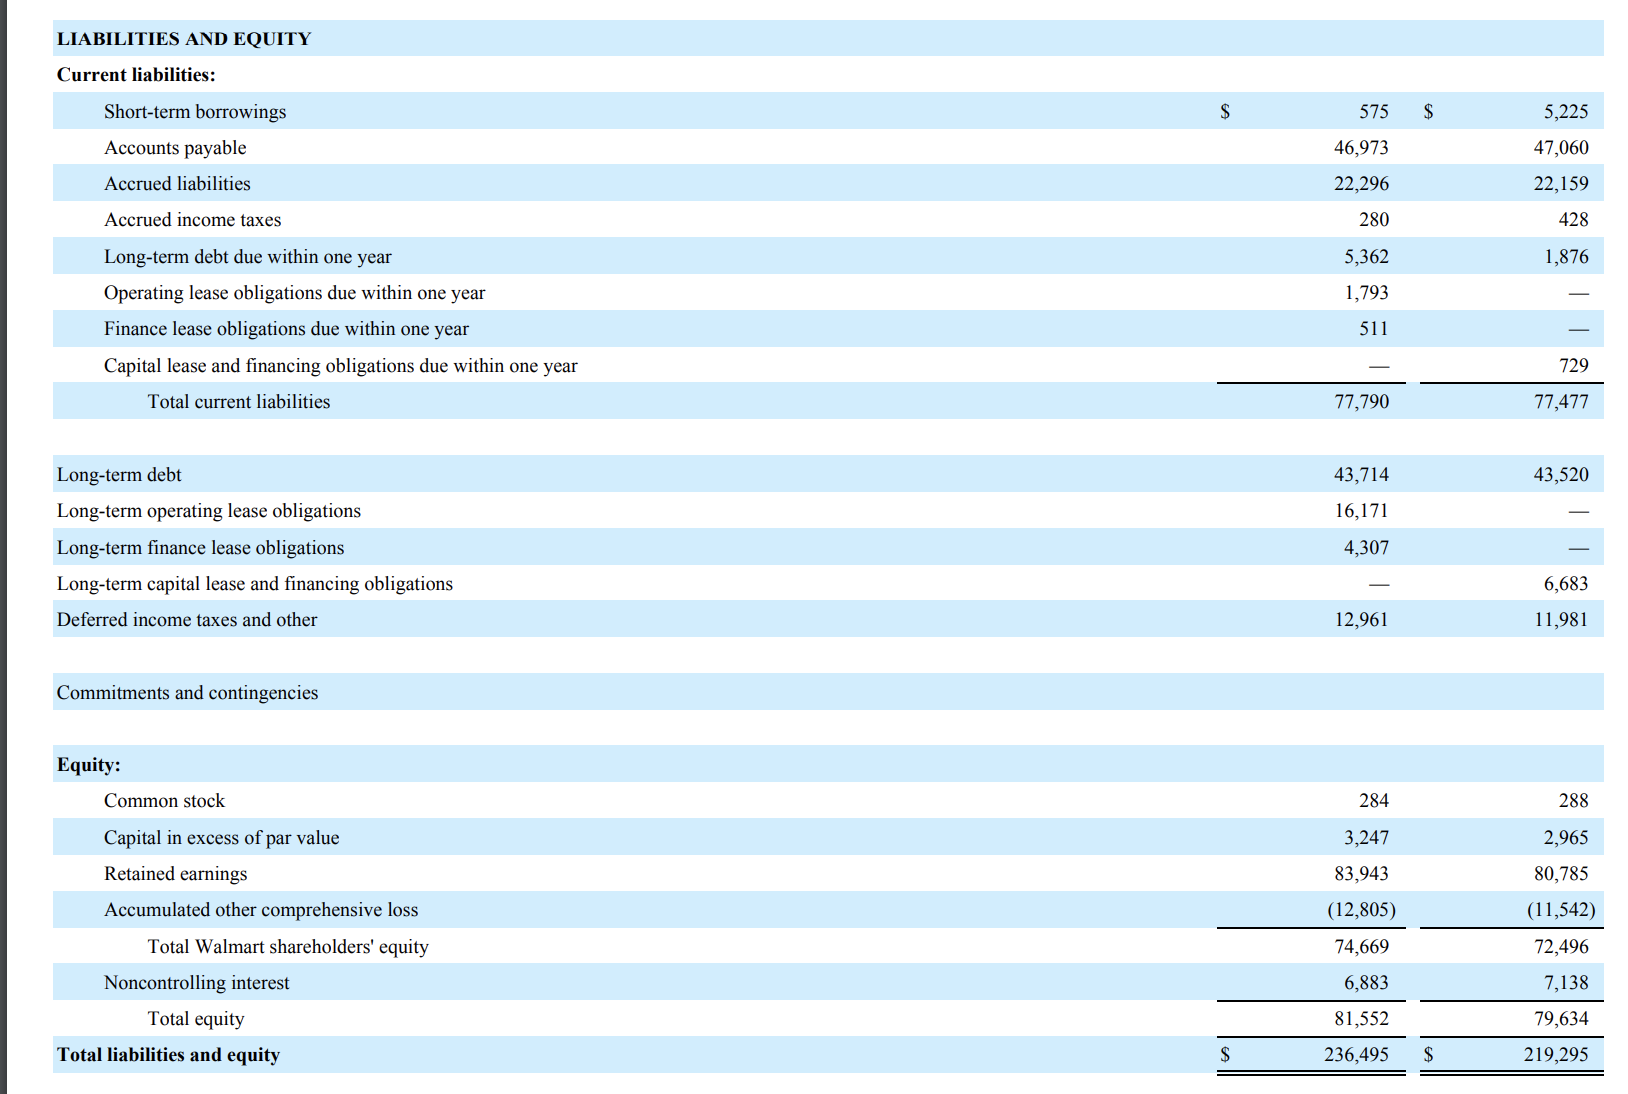 LIABILITIES AND EQUITY
Current liabilities:
Short-term borrowings $ 575 $ 5,225
Accounts payable 46,973 47,060
Accrued liabilities 22,296 22,159
Accrued income taxes 280 428
Long-term debt due within one year 5,362 1,876
Operating lease obligations due within one year 1,793 —
Finance lease obligations due within one year 511 —
Capital lease and financing obligations due within one year — 729
Total current liabilities 77,790 77,477
Long-term debt 43,714 43,520
Long-term operating lease obligations 16,171 —
Long-term finance lease obligations 4,307 —
Long-term capital lease and financing obligations — 6,683
Deferred income taxes and other 12,961 11,981
Commitments and contingencies
Equity:
Common stock 284 288
Capital in excess of par value 3,247 2,965
Retained earnings 83,943 80,785
Accumulated other comprehensive loss (12,805) (11,542)
Total Walmart shareholders' equity 74,669 72,496
Noncontrolling interest 6,883 7,138
Total equity 81,552 79,634
Total liabilities and equity $ 236,495 $ 219,295